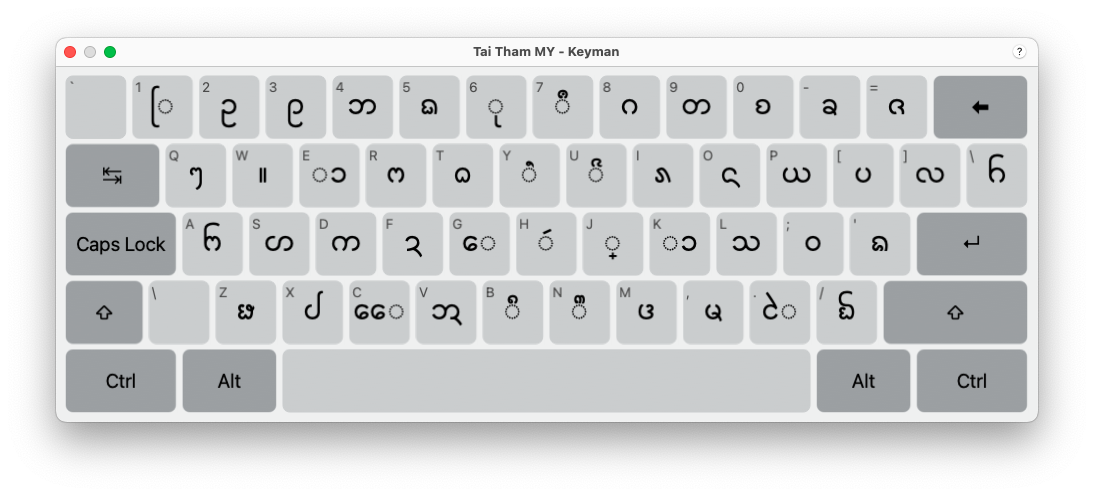 Tai Tham MY - Keyman
?
` 1 ◌ᩕ 2 3 4 ᨽ 5 ᨳ 6 ◌ᩩ 7 ◌ᩧ 8 ᨣ 9 ᨲ 0 ᨧ - ᨡ = ᨩ
Q ᪧ W E ◌ᩣ R ᨻ T Y ◌ᩢ U ◌ᩦ I ᩁ O ᨶ P ᨿ [ ᨷ ] ᩃ \
Caps Lock A ᨼ S ᩉ D ᨠ F ᨯ G ◌ᩮ H ◌᩶ J K ◌ᩣ L ᩈ ; ᩅ ' ᨦ
\ Z ᨹ X ᨸ C ◌ᩯ V ᩋ B ◌ᩥ N ◌ᩨ M ᨴ , ᨾ . / ᨺ
Ctrl Alt Alt Ctrl